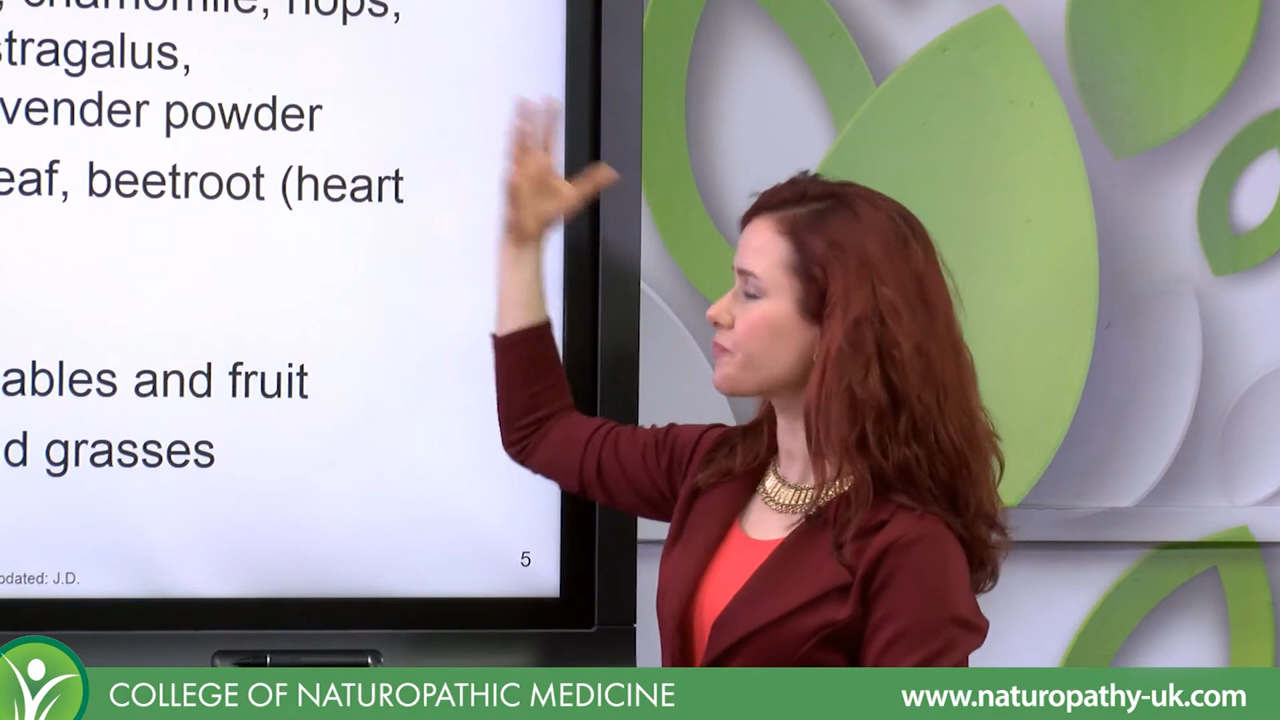 chamomile, hops,
stragalus,
vender powder
eaf, beetroot (heart
ables and fruit
d grasses
5
pdated: J.D.
COLLEGE OF NATUROPATHIC MEDICINE
www.naturopathy-uk.com